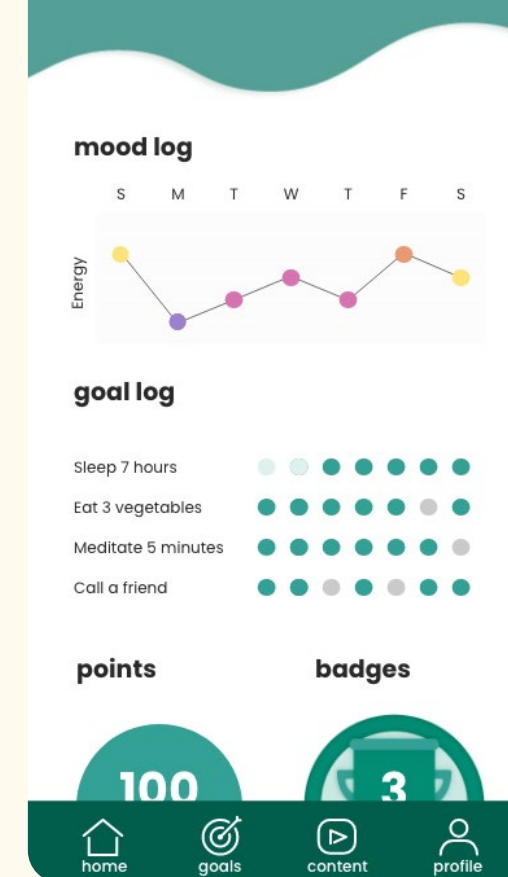 mood log
S M T W T F S
Energy
goal log
Sleep 7 hours
Eat 3 vegetables
Meditate 5 minutes
Call a friend
points badges
100 3
home goals content profile